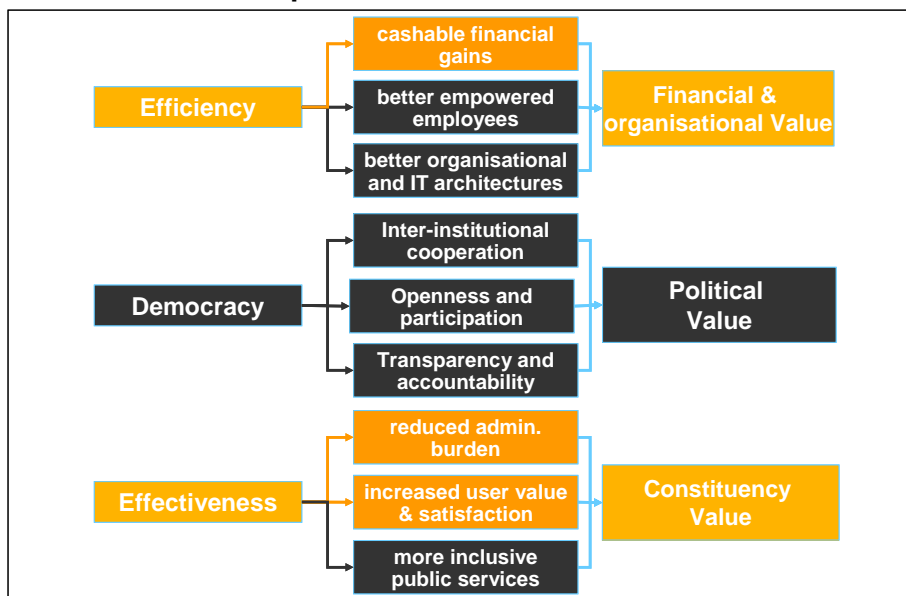 cashable financial
gains
Efficiency
better empowered
employees
Financial &
organisational Value
better organisational
and IT architectures
Inter-institutional
cooperation
Democracy
Openness and
participation
Political
Value
Transparency and
accountability
reduced admin.
burden
Effectiveness
increased user value
& satisfaction
Constituency
Value
more inclusive
public services